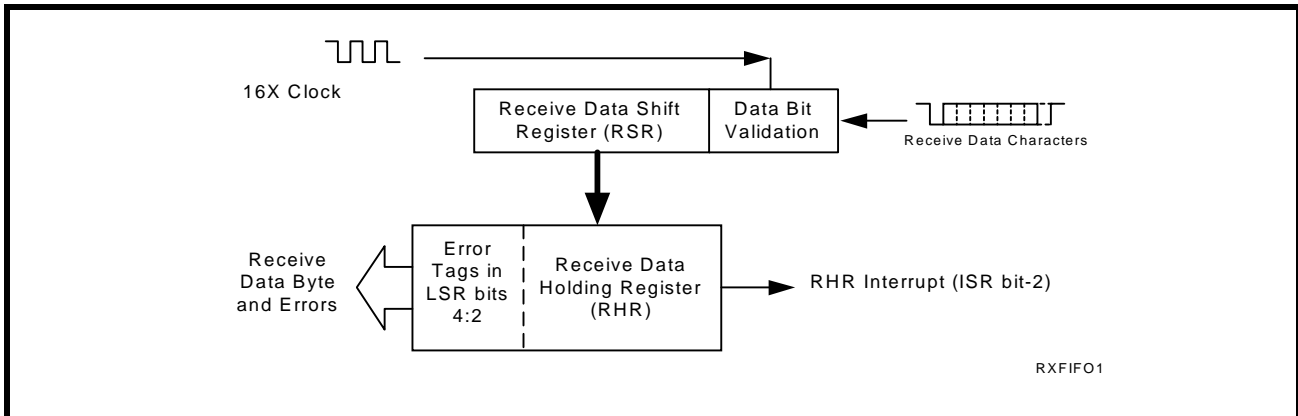 16X Clock
Receive Data Shift
Register (RSR)
Data Bit
Validation
Receive Data Characters
Receive
Data Byte
and Errors
Error
Tags in
LSR bits
4:2
Receive Data
Holding Register
(RHR)
RHR Interrupt (ISR bit-2)
RXFIFO1